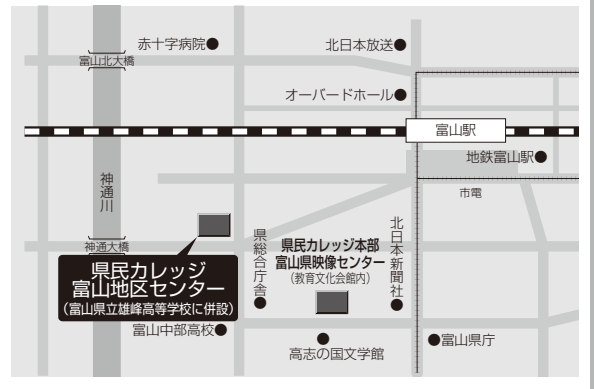 赤十字病院
北日本放送
富山北大橋
オーバードホール
富山駅
地鉄富山駅
市電
神通川
神通大橋
県民カレッジ
富山地区センター
(富山県立雄峰高等学校に併設)
県総合庁舎
県民カレッジ本部
富山県映像センター
(教育文化会館内)
北日本新聞社
富山中部高校
高志の国文学館
富山県庁